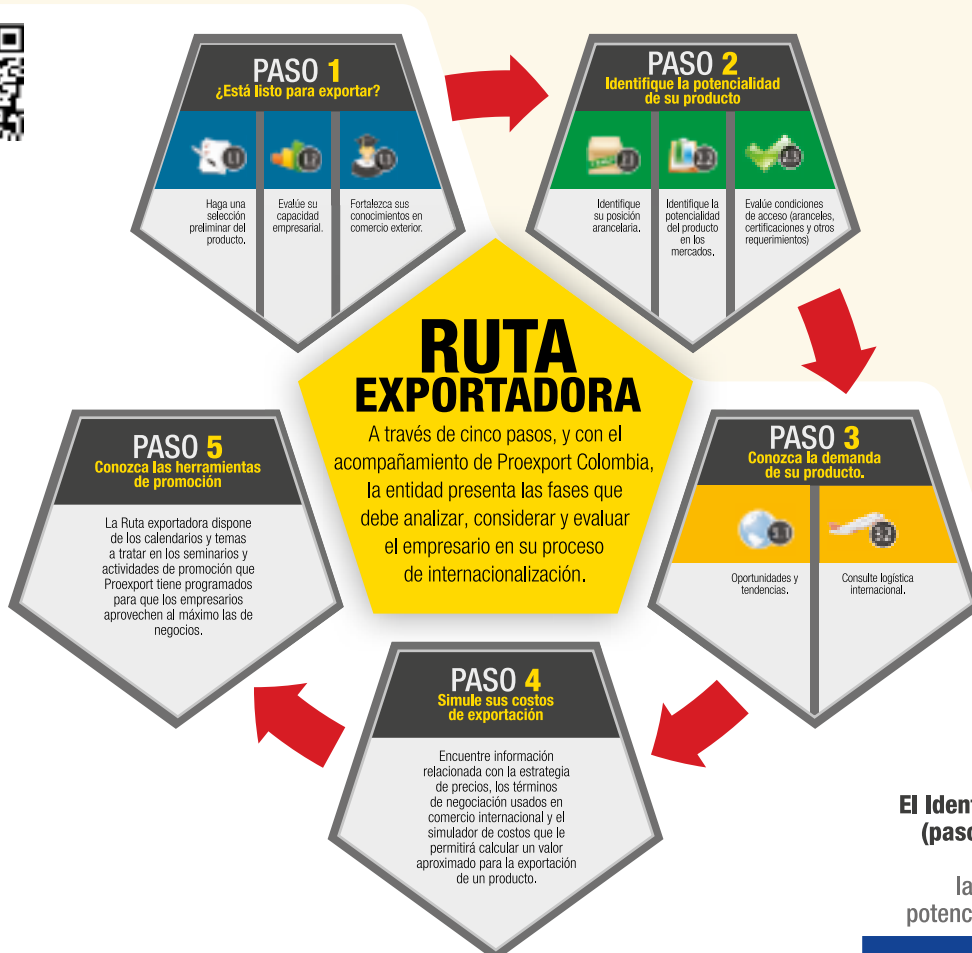 PASO 1
¿Está listo para exportar?
1.1
1.2
1.3
Haga una
selección
preliminar del
producto.
Evalúe su
capacidad
empresarial.
Fortalezca sus
conocimientos en
comercio exterior.
PASO 2
Identifique la potencialidad
de su producto
2.1
2.2
2.3
Identifique
su posición
arancelaria.
Identifique la
potencialidad
del producto
en los
mercados.
Evalúe condiciones
de acceso (aranceles,
certificaciones y otros
requerimientos)
RUTA
EXPORTADORA
A través de cinco pasos, y con el
acompañamiento de Proexport Colombia,
la entidad presenta las fases que
debe analizar, considerar y evaluar
el empresario en su proceso
de internacionalización.
PASO 3
Conozca la demanda
de su producto.
3.1
3.2
Oportunidades y
tendencias.
Consulte logística
internacional.
PASO 4
Simule sus costos
de exportación
Encuentre información
relacionada con la estrategia
de precios, los términos
de negociación usados en
comercio internacional y el
simulador de costos que le
permitirá calcular un valor
aproximado para la exportación
de un producto.
PASO 5
Conozca las herramientas
de promoción
La Ruta exportadora dispone
de los calendarios y temas
a tratar en los seminarios y
actividades de promoción que
Proexport tiene programados
para que los empresarios
aprovechen al máximo las de
negocios.
El Ident
(paso
la
potenc